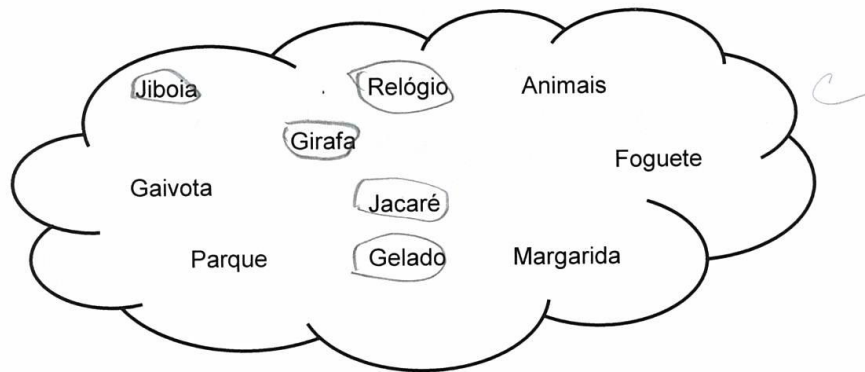 Jiboia Relógio Animais
Girafa
Foguete
Gaivota
Jacaré
Parque Gelado Margarida